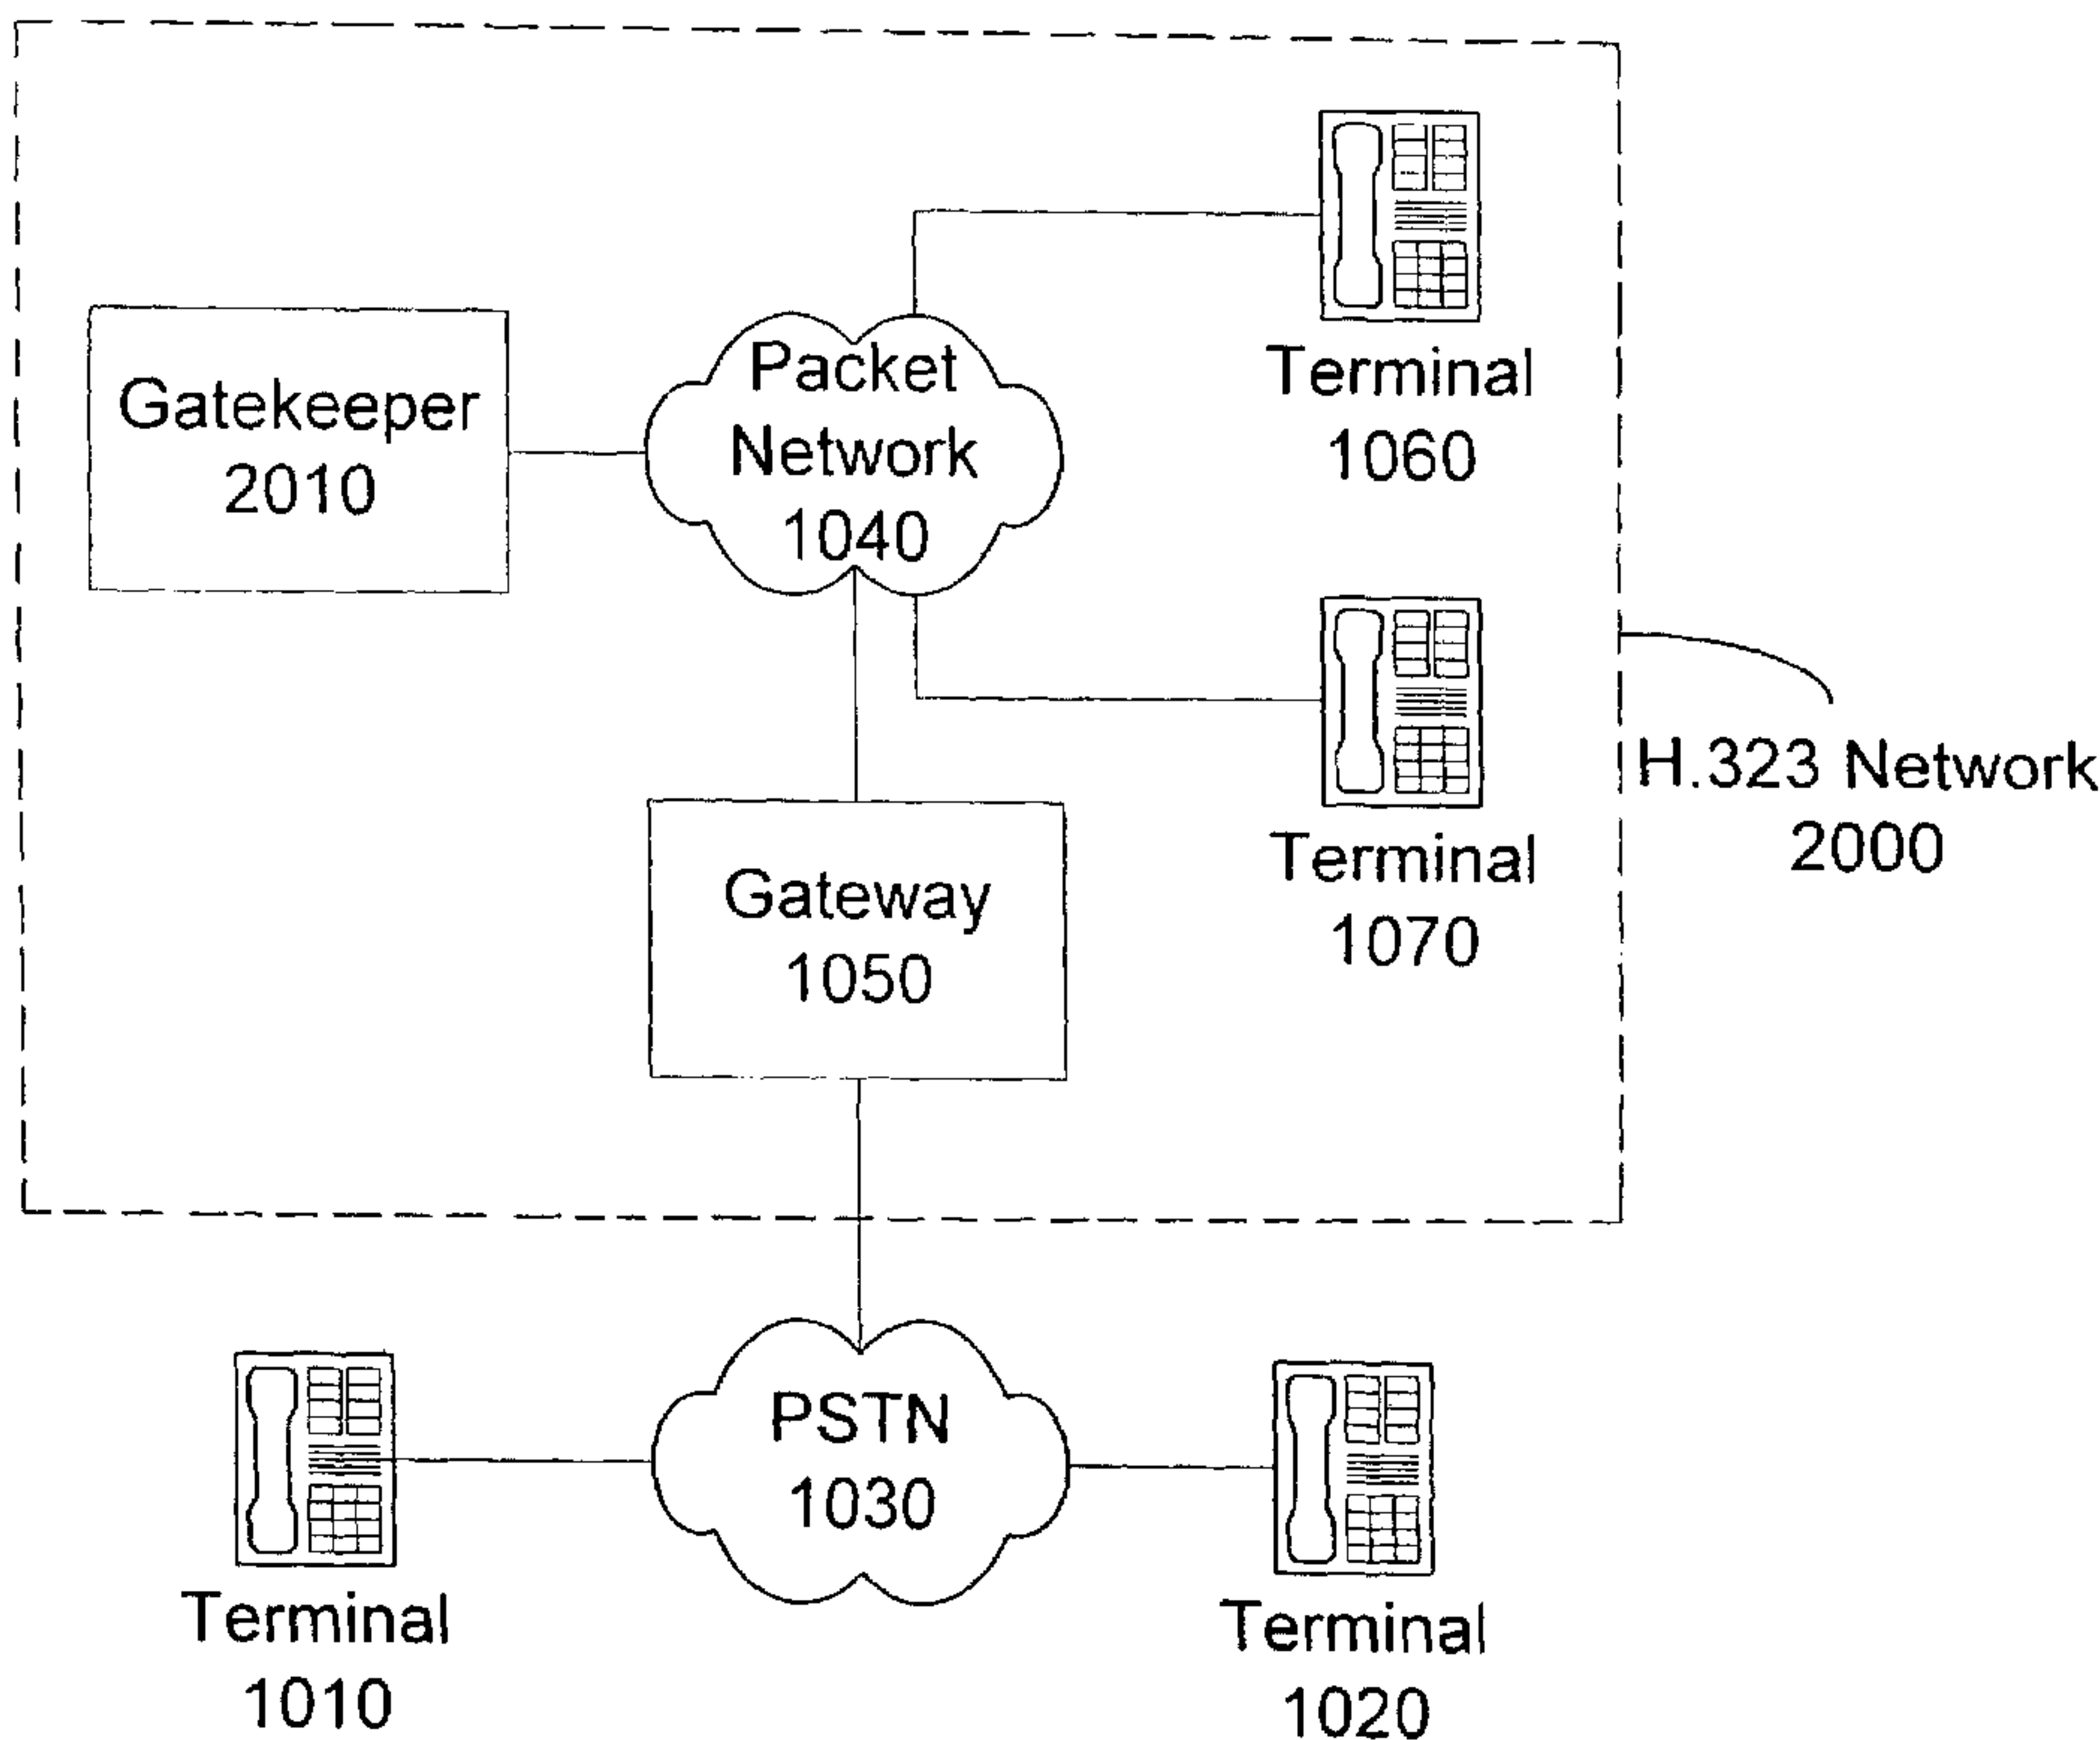 Terminal
1060
Gatekeeper
2010
Packet
Network
1040
Terminal
1070
H.323 Network
2000
Gateway
1050
PSTN
1030
Terminal
1010
Terminal
1020